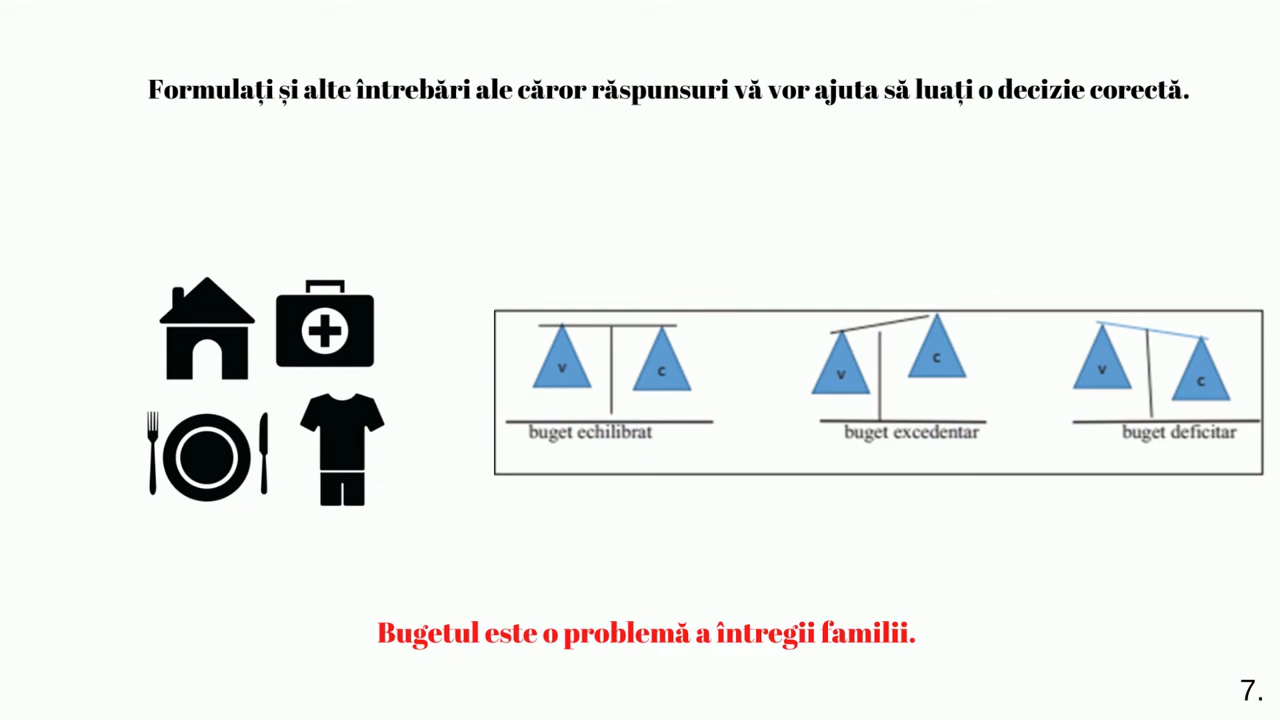 Formulați și alte întrebări ale căror răspunsuri vă vor ajuta să luați o decizie corectă.
v c
buget echilibrat
v c
buget excedentar
v c
buget deficitar
Bugetul este o problemă a întregii familii.
7.